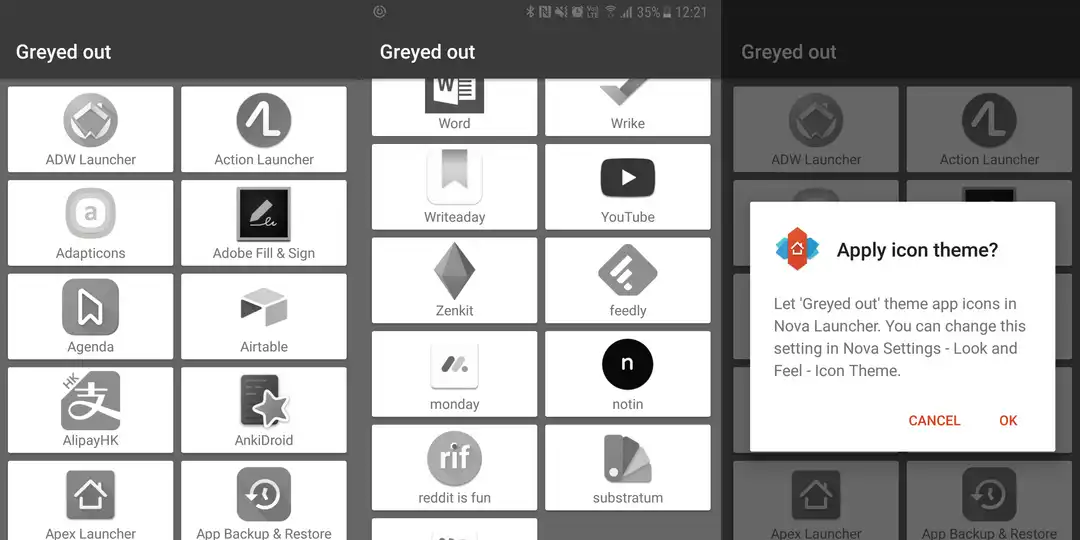 Greyed out
ADW Launcher
Action Launcher
a
Adapticons
Adobe Fill & Sign
Agenda
Airtable
HK
支
AlipayHK
AnkiDroid
Apex Launcher
App Backup & Restore
35% 12:21
Greyed out
W
Word
Wrike
Writeaday
YouTube
Zenkit
feedly
n
monday
notin
rif
reddit is fun
substratum
Greyed out
ADW Launcher
Action Launcher
Apply icon theme?
Let 'Greyed out' theme app icons in
Nova Launcher. You can change this
setting in Nova Settings - Look and
Feel - Icon Theme.
CANCEL
OK
Apex Launcher
App Backup & Restore